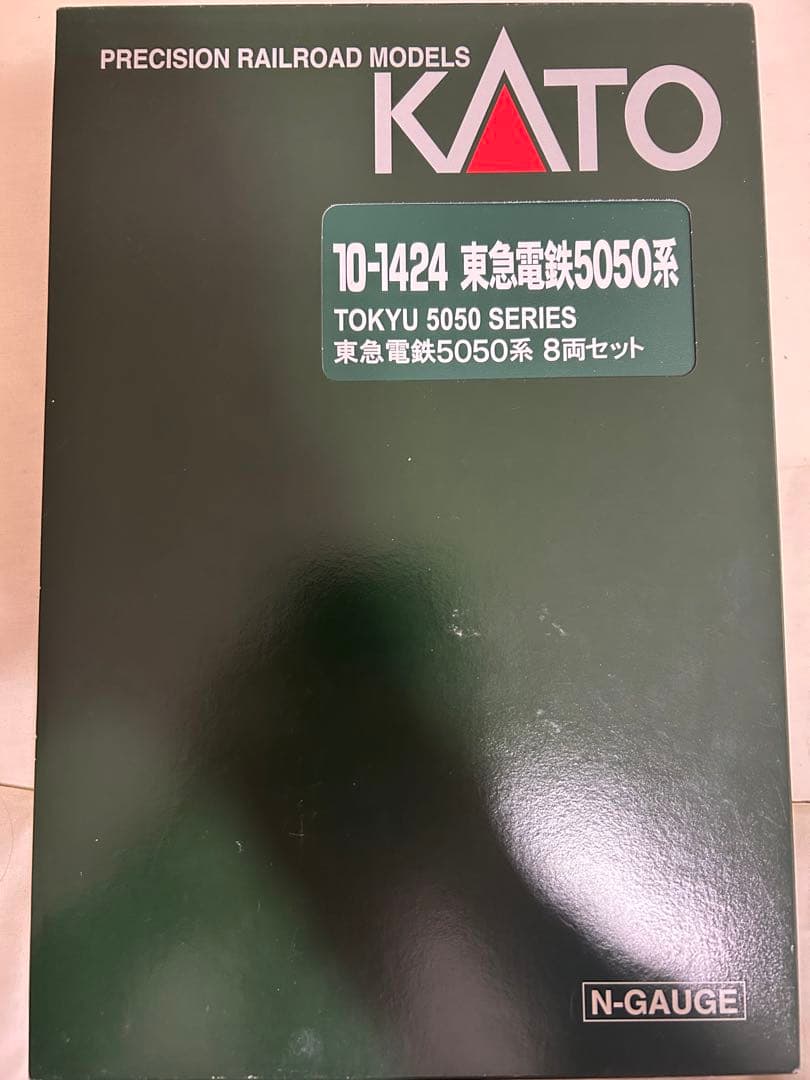 PRECISION RAILROAD MODELS
KATO
10-1424 東急電鉄5050系
TOKYU 5050 SERIES
東急電鉄5050系 8両セット
N-GAUGE